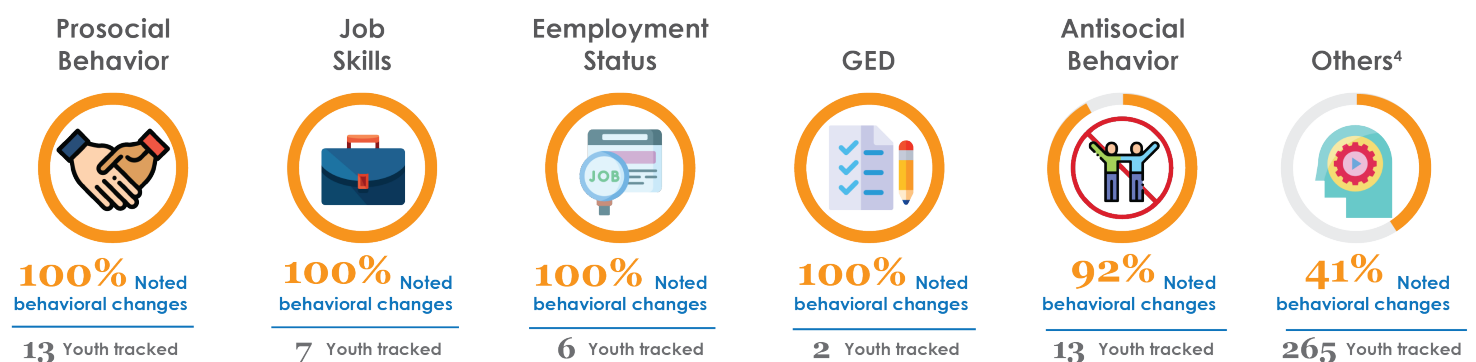 Prosocial
Behavior
100% Noted
behavioral changes
13 Youth tracked
Job
Skills
100% Noted
behavioral changes
7 Youth tracked
Eemployment
Status
JOB
100% Noted
behavioral changes
6 Youth tracked
GED
100% Noted
behavioral changes
2 Youth tracked
Antisocial
Behavior
92% Noted
behavioral changes
13 Youth tracked
Others⁴
41% Noted
behavioral changes
265 Youth tracked